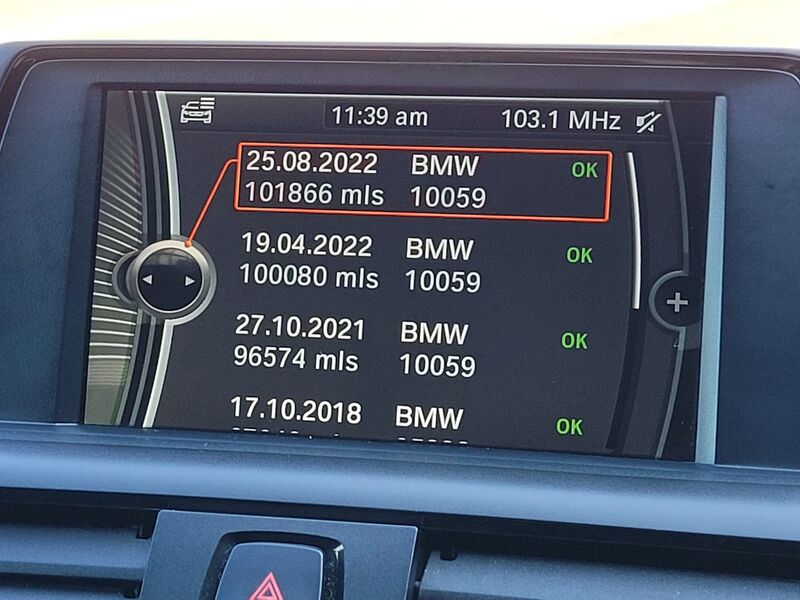 11:39 am 103.1 MHz
25.08.2022 BMW OK
101866 mls 10059
19.04.2022 BMW OK
100080 mls 10059
27.10.2021 BMW OK
96574 mls 10059
17.10.2018 BMW OK